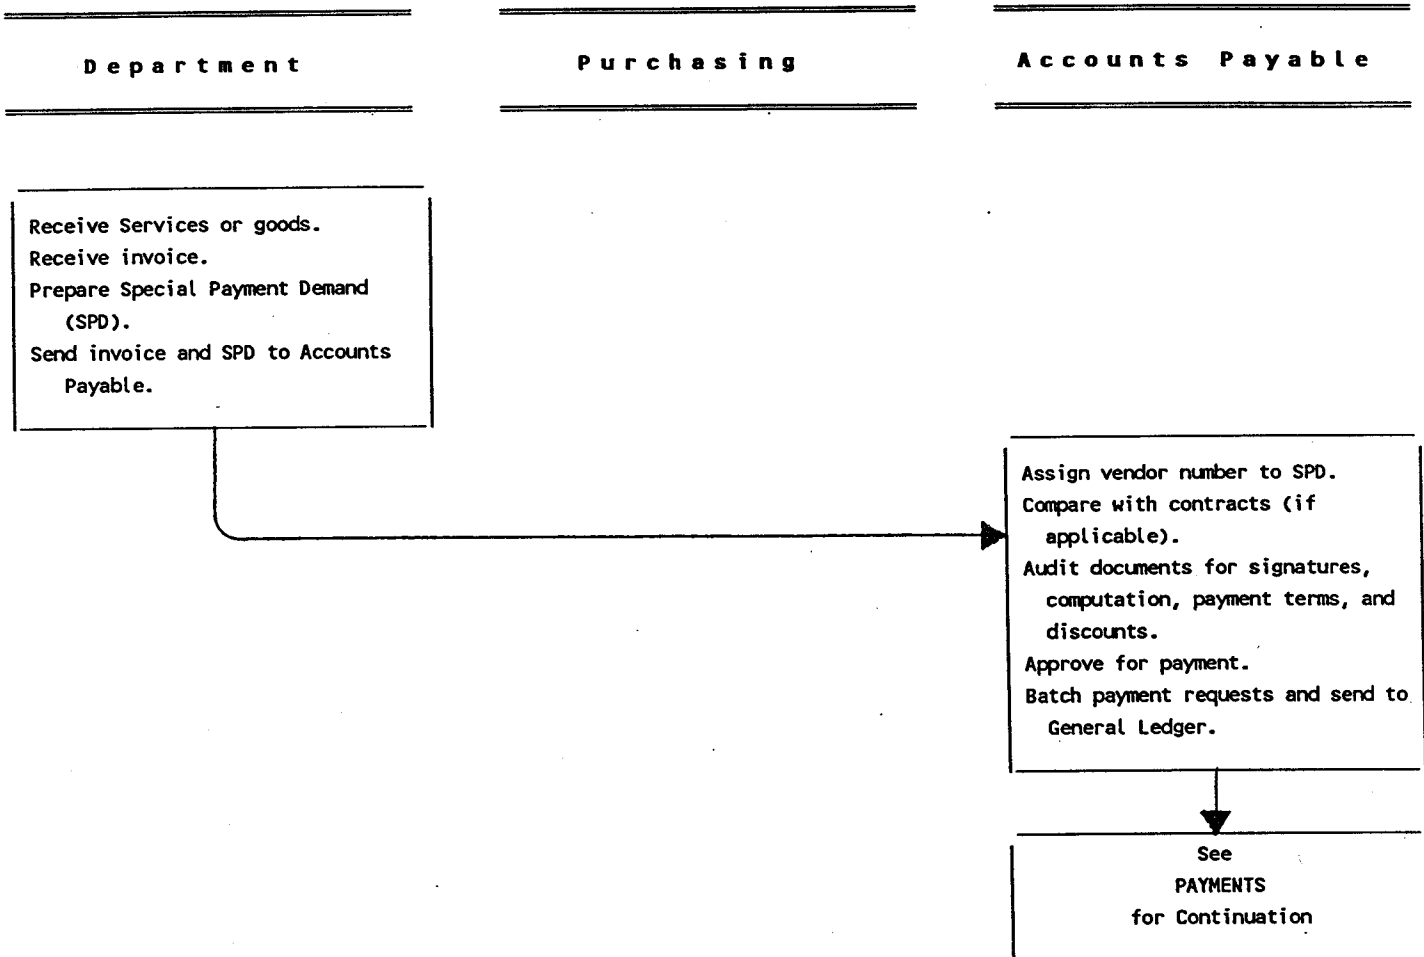 Department
Purchasing
Accounts Payable
Receive Services or goods.
Receive invoice.
Prepare Special Payment Demand
(SPD).
Send invoice and SPD to Accounts
Payable.
Assign vendor number to SPD.
Compare with contracts (if
applicable).
Audit documents for signatures,
computation, payment terms, and
discounts.
Approve for payment.
Batch payment requests and send to
General Ledger.
See
PAYMENTS
for Continuation